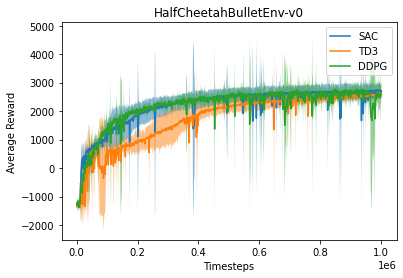 HalfCheetahBulletEnv-v0
SAC
TD3
DDPG
Average Reward
5000
4000
3000
2000
1000
0
−1000
−2000
0.0
0.2
0.4
0.6
0.8
1.0
1e6
Timesteps